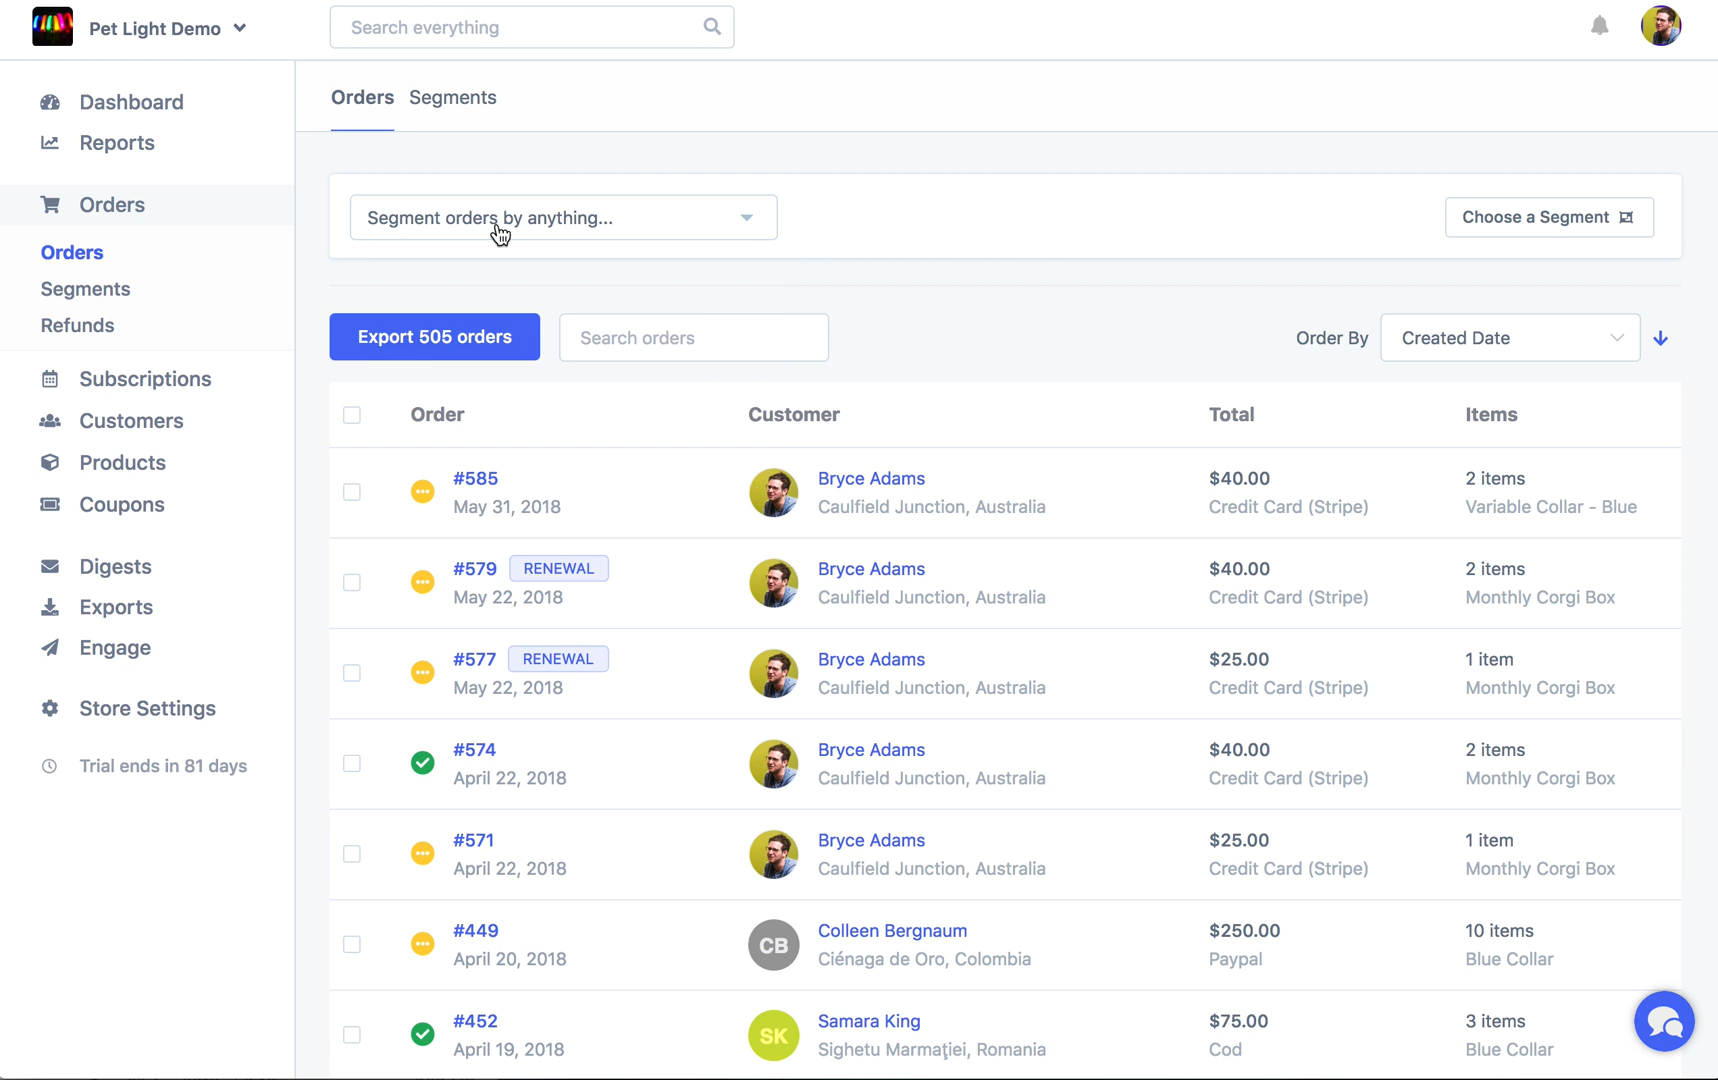 Pet Light Demo
Search everything
Dashboard
Reports
Orders
Orders
Segments
Refunds
Subscriptions
Customers
Products
Coupons
Digests
Exports
Engage
Store Settings
Trial ends in 81 days
Orders Segments
Segment orders by anything...
Choose a Segment
Export 505 orders
Search orders
Order By
Created Date
Order Customer Total Items
#585 Bryce Adams $40.00 2 items
May 31, 2018 Caulfield Junction, Australia Credit Card (Stripe) Variable Collar - Blue
#579 RENEWAL Bryce Adams $40.00 2 items
May 22, 2018 Caulfield Junction, Australia Credit Card (Stripe) Monthly Corgi Box
#577 RENEWAL Bryce Adams $25.00 1 item
May 22, 2018 Caulfield Junction, Australia Credit Card (Stripe) Monthly Corgi Box
#574 Bryce Adams $40.00 2 items
April 22, 2018 Caulfield Junction, Australia Credit Card (Stripe) Monthly Corgi Box
#571 Bryce Adams $25.00 1 item
April 22, 2018 Caulfield Junction, Australia Credit Card (Stripe) Monthly Corgi Box
CB
#449 Colleen Bergnaum $250.00 10 items
April 20, 2018 Ciénaga de Oro, Colombia Paypal Blue Collar
SK
#452 Samara King $75.00 3 items
April 19, 2018 Sighetu Marmaţiei, Romania Cod Blue Collar